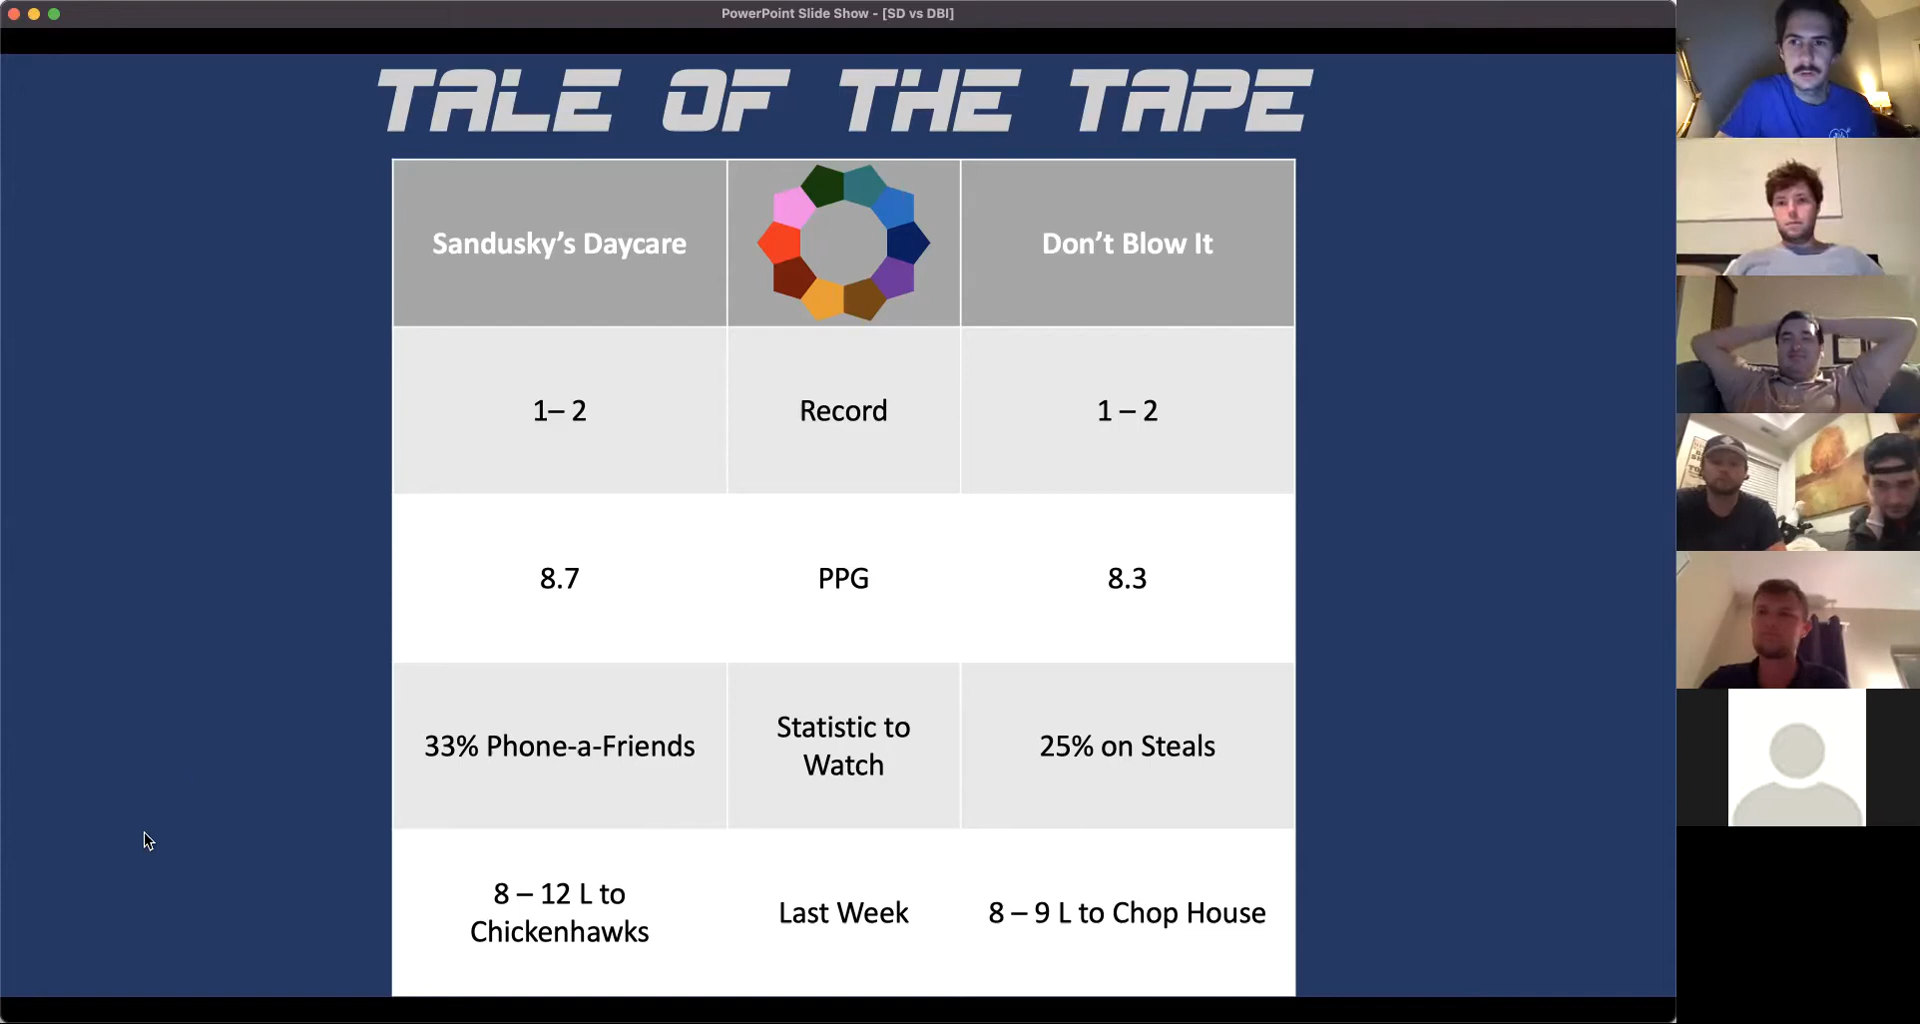 PowerPoint Slide Show - [SD vs DBI]
TALE OF THE TAPE
Sandusky’s Daycare
Don’t Blow It
1– 2
Record
1 – 2
8.7
PPG
8.3
33% Phone-a-Friends
Statistic to
Watch
25% on Steals
8 – 12 L to
Chickenhawks
Last Week
8 – 9 L to Chop House